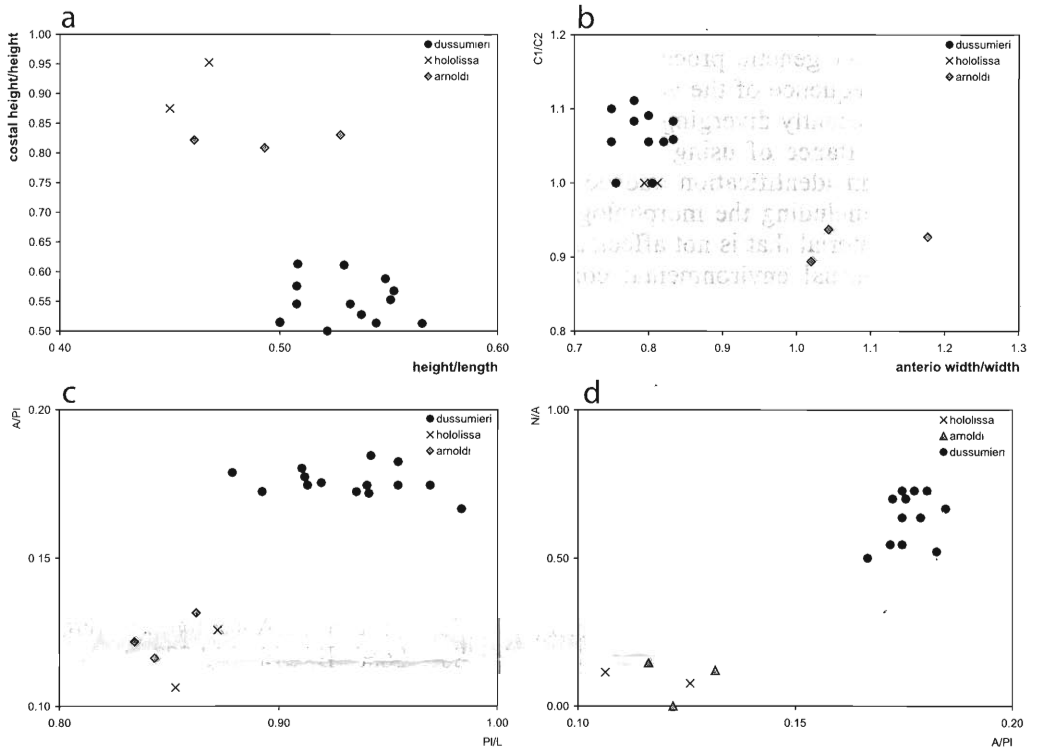 a
1.00
0.95
0.90
0.85
0.80
0.75
0.70
0.65
0.60
0.55
0.50
0.40
0.50
0.60
costal height/height
height/length
dussumieri
hololissa
arnoldi
b
1.2
1.1
1.0
0.9
0.8
0.7
0.8
0.9
1.0
1.1
1.2
1.3
C1/C2
anterio width/width
dussumieri
hololissa
arnoldi
c
0.20
0.15
0.10
0.80
0.90
1.00
A/Pl
Pl/L
dussumieri
hololissa
arnoldi
d
1.00
0.50
0.00
0.10
0.15
0.20
N/A
A/Pl
hololissa
arnoldi
dussumieri